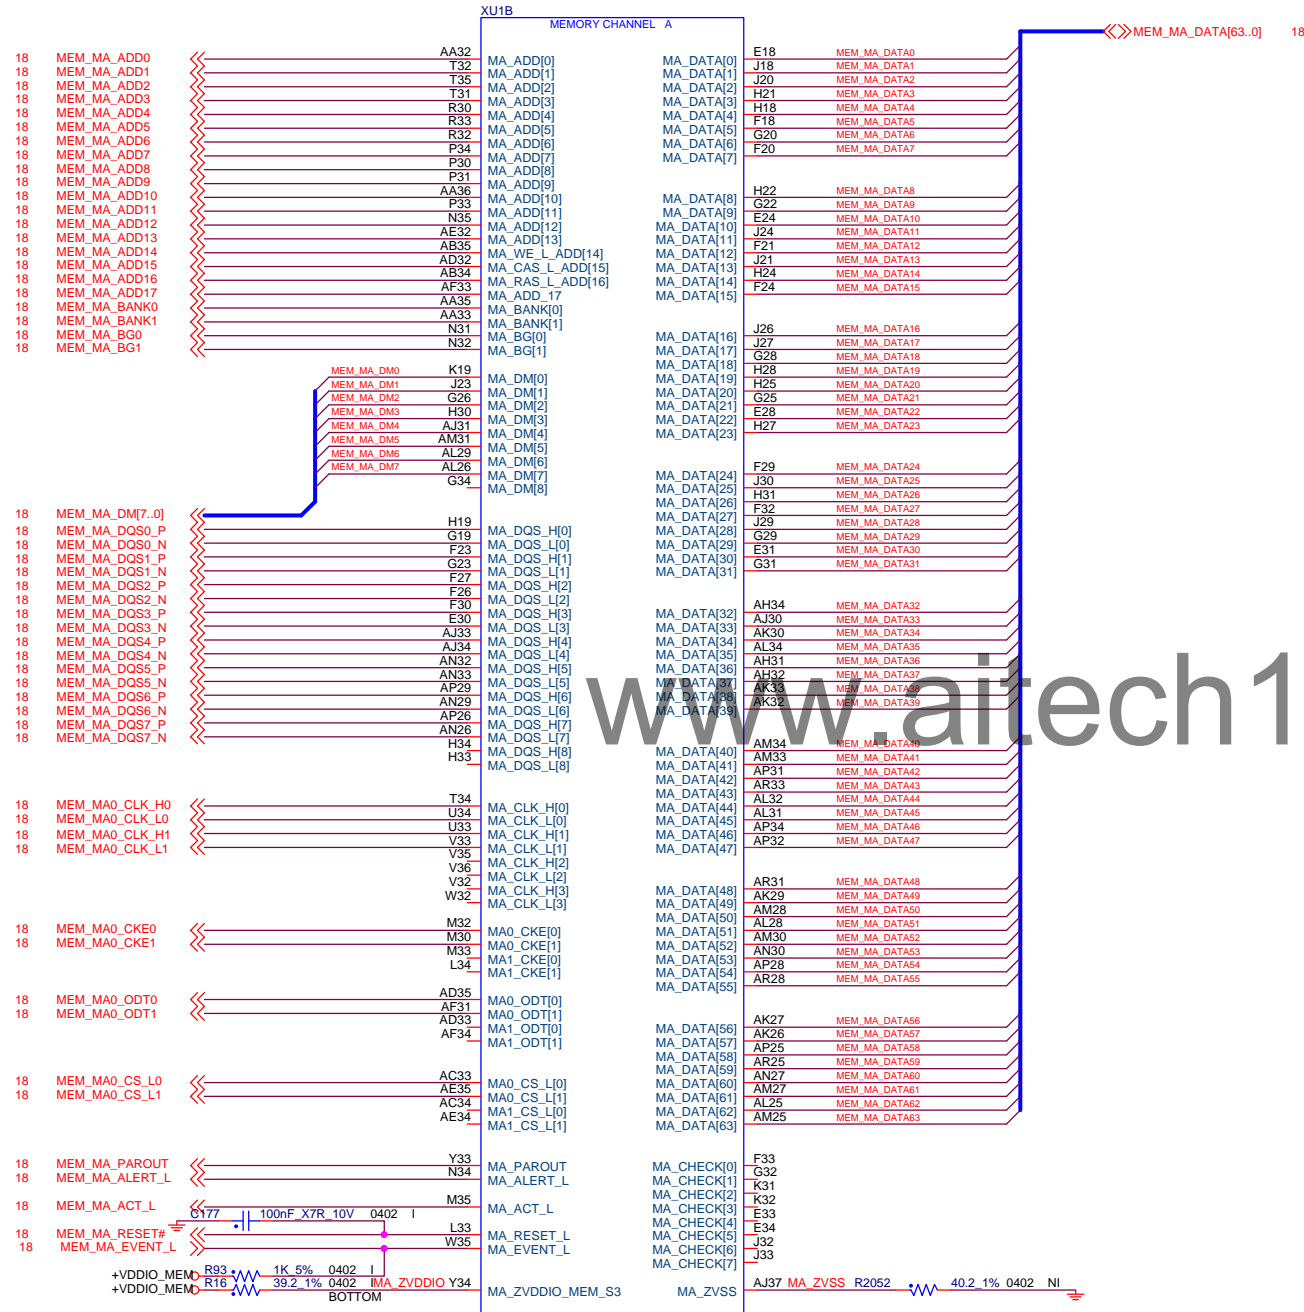 XU1B
MEMORY CHANNEL A
MEM_MA_DATA[63..0] 18
18 MEM_MA_ADD0 AA32 MA_ADD[0] MA_DATA[0] E18 MEM_MA_DATA0
18 MEM_MA_ADD1 T32 MA_ADD[1] MA_DATA[1] J18 MEM_MA_DATA1
18 MEM_MA_ADD2 T35 MA_ADD[2] MA_DATA[2] J20 MEM_MA_DATA2
18 MEM_MA_ADD3 T31 MA_ADD[3] MA_DATA[3] H21 MEM_MA_DATA3
18 MEM_MA_ADD4 R30 MA_ADD[4] MA_DATA[4] H18 MEM_MA_DATA4
18 MEM_MA_ADD5 R33 MA_ADD[5] MA_DATA[5] F18 MEM_MA_DATA5
18 MEM_MA_ADD6 R32 MA_ADD[6] MA_DATA[6] G20 MEM_MA_DATA6
18 MEM_MA_ADD7 P34 MA_ADD[7] MA_DATA[7] F20 MEM_MA_DATA7
18 MEM_MA_ADD8 P30 MA_ADD[8]
18 MEM_MA_ADD9 P31 MA_ADD[9]
18 MEM_MA_ADD10 AA36 MA_ADD[10] MA_DATA[8] H22 MEM_MA_DATA8
18 MEM_MA_ADD11 P33 MA_ADD[11] MA_DATA[9] G22 MEM_MA_DATA9
18 MEM_MA_ADD12 N35 MA_ADD[12] MA_DATA[10] E24 MEM_MA_DATA10
18 MEM_MA_ADD13 AE32 MA_ADD[13] MA_DATA[11] J24 MEM_MA_DATA11
18 MEM_MA_ADD14 AB35 MA_WE_L_ADD[14] MA_DATA[12] F21 MEM_MA_DATA12
18 MEM_MA_ADD15 AD32 MA_CAS_L_ADD[15] MA_DATA[13] J21 MEM_MA_DATA13
18 MEM_MA_ADD16 AB34 MA_RAS_L_ADD[16] MA_DATA[14] H24 MEM_MA_DATA14
18 MEM_MA_ADD17 AF33 MA_ADD_17 MA_DATA[15] F24 MEM_MA_DATA15
18 MEM_MA_BANK0 AA35 MA_BANK[0]
18 MEM_MA_BANK1 AA33 MA_BANK[1]
18 MEM_MA_BG0 N31 MA_BG[0] MA_DATA[16] J26 MEM_MA_DATA16
18 MEM_MA_BG1 N32 MA_BG[1] MA_DATA[17] J27 MEM_MA_DATA17
MA_DATA[18] G28 MEM_MA_DATA18
MEM_MA_DM0 K19 MA_DM[0] MA_DATA[19] H28 MEM_MA_DATA19
MEM_MA_DM1 J23 MA_DM[1] MA_DATA[20] H25 MEM_MA_DATA20
MEM_MA_DM2 G26 MA_DM[2] MA_DATA[21] G25 MEM_MA_DATA21
MEM_MA_DM3 H30 MA_DM[3] MA_DATA[22] E28 MEM_MA_DATA22
MEM_MA_DM4 AJ31 MA_DM[4] MA_DATA[23] H27 MEM_MA_DATA23
MEM_MA_DM5 AM31 MA_DM[5]
MEM_MA_DM6 AL29 MA_DM[6]
MEM_MA_DM7 AL26 MA_DM[7] MA_DATA[24] F29 MEM_MA_DATA24
G34 MA_DM[8] MA_DATA[25] J30 MEM_MA_DATA25
MA_DATA[26] H31 MEM_MA_DATA26
18 MEM_MA_DM[7..0] MA_DATA[27] F32 MEM_MA_DATA27
18 MEM_MA_DQS0_P H19 MA_DQS_H[0] MA_DATA[28] J29 MEM_MA_DATA28
18 MEM_MA_DQS0_N G19 MA_DQS_L[0] MA_DATA[29] G29 MEM_MA_DATA29
18 MEM_MA_DQS1_P F23 MA_DQS_H[1] MA_DATA[30] E31 MEM_MA_DATA30
18 MEM_MA_DQS1_N G23 MA_DQS_L[1] MA_DATA[31] G31 MEM_MA_DATA31
18 MEM_MA_DQS2_P F27 MA_DQS_H[2]
18 MEM_MA_DQS2_N F26 MA_DQS_L[2]
18 MEM_MA_DQS3_P F30 MA_DQS_H[3] MA_DATA[32] AH34 MEM_MA_DATA32
18 MEM_MA_DQS3_N E30 MA_DQS_L[3] MA_DATA[33] AJ30 MEM_MA_DATA33
18 MEM_MA_DQS4_P AJ33 MA_DQS_H[4] MA_DATA[34] AK30 MEM_MA_DATA34
18 MEM_MA_DQS4_N AJ34 MA_DQS_L[4] MA_DATA[35] AL34 MEM_MA_DATA35
18 MEM_MA_DQS5_P AN32 MA_DQS_H[5] MA_DATA[36] AH31 MEM_MA_DATA36
18 MEM_MA_DQS5_N AN33 MA_DQS_L[5] MA_DATA[37] AH32 MEM_MA_DATA37
18 MEM_MA_DQS6_P AP29 MA_DQS_H[6] MA_DATA[38] AK33 MEM_MA_DATA38
18 MEM_MA_DQS6_N AN29 MA_DQS_L[6] MA_DATA[39] AK32 MEM_MA_DATA39
www.aitech1
18 MEM_MA_DQS7_P AP26 MA_DQS_H[7]
18 MEM_MA_DQS7_N AN26 MA_DQS_L[7]
H34 MA_DQS_H[8] MA_DATA[40] AM34 MEM_MA_DATA40
H33 MA_DQS_L[8] MA_DATA[41] AM33 MEM_MA_DATA41
MA_DATA[42] AP31 MEM_MA_DATA42
MA_DATA[43] AR33 MEM_MA_DATA43
18 MEM_MA0_CLK_H0 T34 MA_CLK_H[0] MA_DATA[44] AL32 MEM_MA_DATA44
18 MEM_MA0_CLK_L0 U34 MA_CLK_L[0] MA_DATA[45] AL31 MEM_MA_DATA45
18 MEM_MA0_CLK_H1 U33 MA_CLK_H[1] MA_DATA[46] AP34 MEM_MA_DATA46
18 MEM_MA0_CLK_L1 V33 MA_CLK_L[1] MA_DATA[47] AP32 MEM_MA_DATA47
V35 MA_CLK_H[2]
V36 MA_CLK_L[2]
V32 MA_CLK_H[3] MA_DATA[48] AR31 MEM_MA_DATA48
W32 MA_CLK_L[3] MA_DATA[49] AK29 MEM_MA_DATA49
MA_DATA[50] AM28 MEM_MA_DATA50
18 MEM_MA0_CKE0 M32 MA0_CKE[0] MA_DATA[51] AL28 MEM_MA_DATA51
18 MEM_MA0_CKE1 M30 MA0_CKE[1] MA_DATA[52] AM30 MEM_MA_DATA52
M33 MA1_CKE[0] MA_DATA[53] AN30 MEM_MA_DATA53
L34 MA1_CKE[1] MA_DATA[54] AP28 MEM_MA_DATA54
MA_DATA[55] AR28 MEM_MA_DATA55
18 MEM_MA0_ODT0 AD35 MA0_ODT[0]
18 MEM_MA0_ODT1 AF31 MA0_ODT[1]
AD33 MA1_ODT[0] MA_DATA[56] AK27 MEM_MA_DATA56
AF34 MA1_ODT[1] MA_DATA[57] AK26 MEM_MA_DATA57
MA_DATA[58] AP25 MEM_MA_DATA58
MA_DATA[59] AR25 MEM_MA_DATA59
18 MEM_MA0_CS_L0 AC33 MA0_CS_L[0] MA_DATA[60] AN27 MEM_MA_DATA60
18 MEM_MA0_CS_L1 AE35 MA0_CS_L[1] MA_DATA[61] AM27 MEM_MA_DATA61
AC34 MA1_CS_L[0] MA_DATA[62] AL25 MEM_MA_DATA62
AE34 MA1_CS_L[1] MA_DATA[63] AM25 MEM_MA_DATA63
18 MEM_MA_PAROUT Y33 MA_PAROUT MA_CHECK[0] F33
18 MEM_MA_ALERT_L N34 MA_ALERT_L MA_CHECK[1] G32
MA_CHECK[2] K31
18 MEM_MA_ACT_L M35 MA_ACT_L MA_CHECK[3] K32
C177 100nF_X7R_10V 0402 I MA_CHECK[4] E33
18 MEM_MA_RESET# L33 MA_RESET_L MA_CHECK[5] E34
18 MEM_MA_EVENT_L W35 MA_EVENT_L MA_CHECK[6] J32
MA_CHECK[7] J33
+VDDIO_MEM R93 1K_5% 0402 I
+VDDIO_MEM R16 39.2_1% 0402 I MA_ZVDDIO Y34 MA_ZVDDIO_MEM_S3 MA_ZVSS AJ37 MA_ZVSS R2052 40.2_1% 0402 NI
BOTTOM